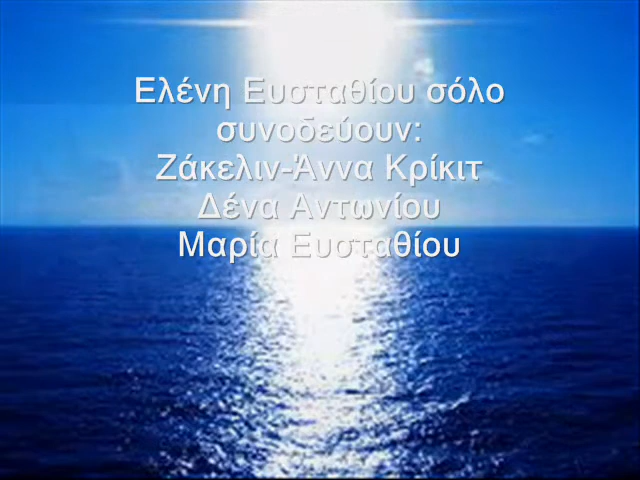 Ελένη Ευσταθίου σόλο
συνοδεύουν:
Ζάκελιν-Άννα Κρίκιτ
Δένα Αντωνίου
Μαρία Ευσταθίου